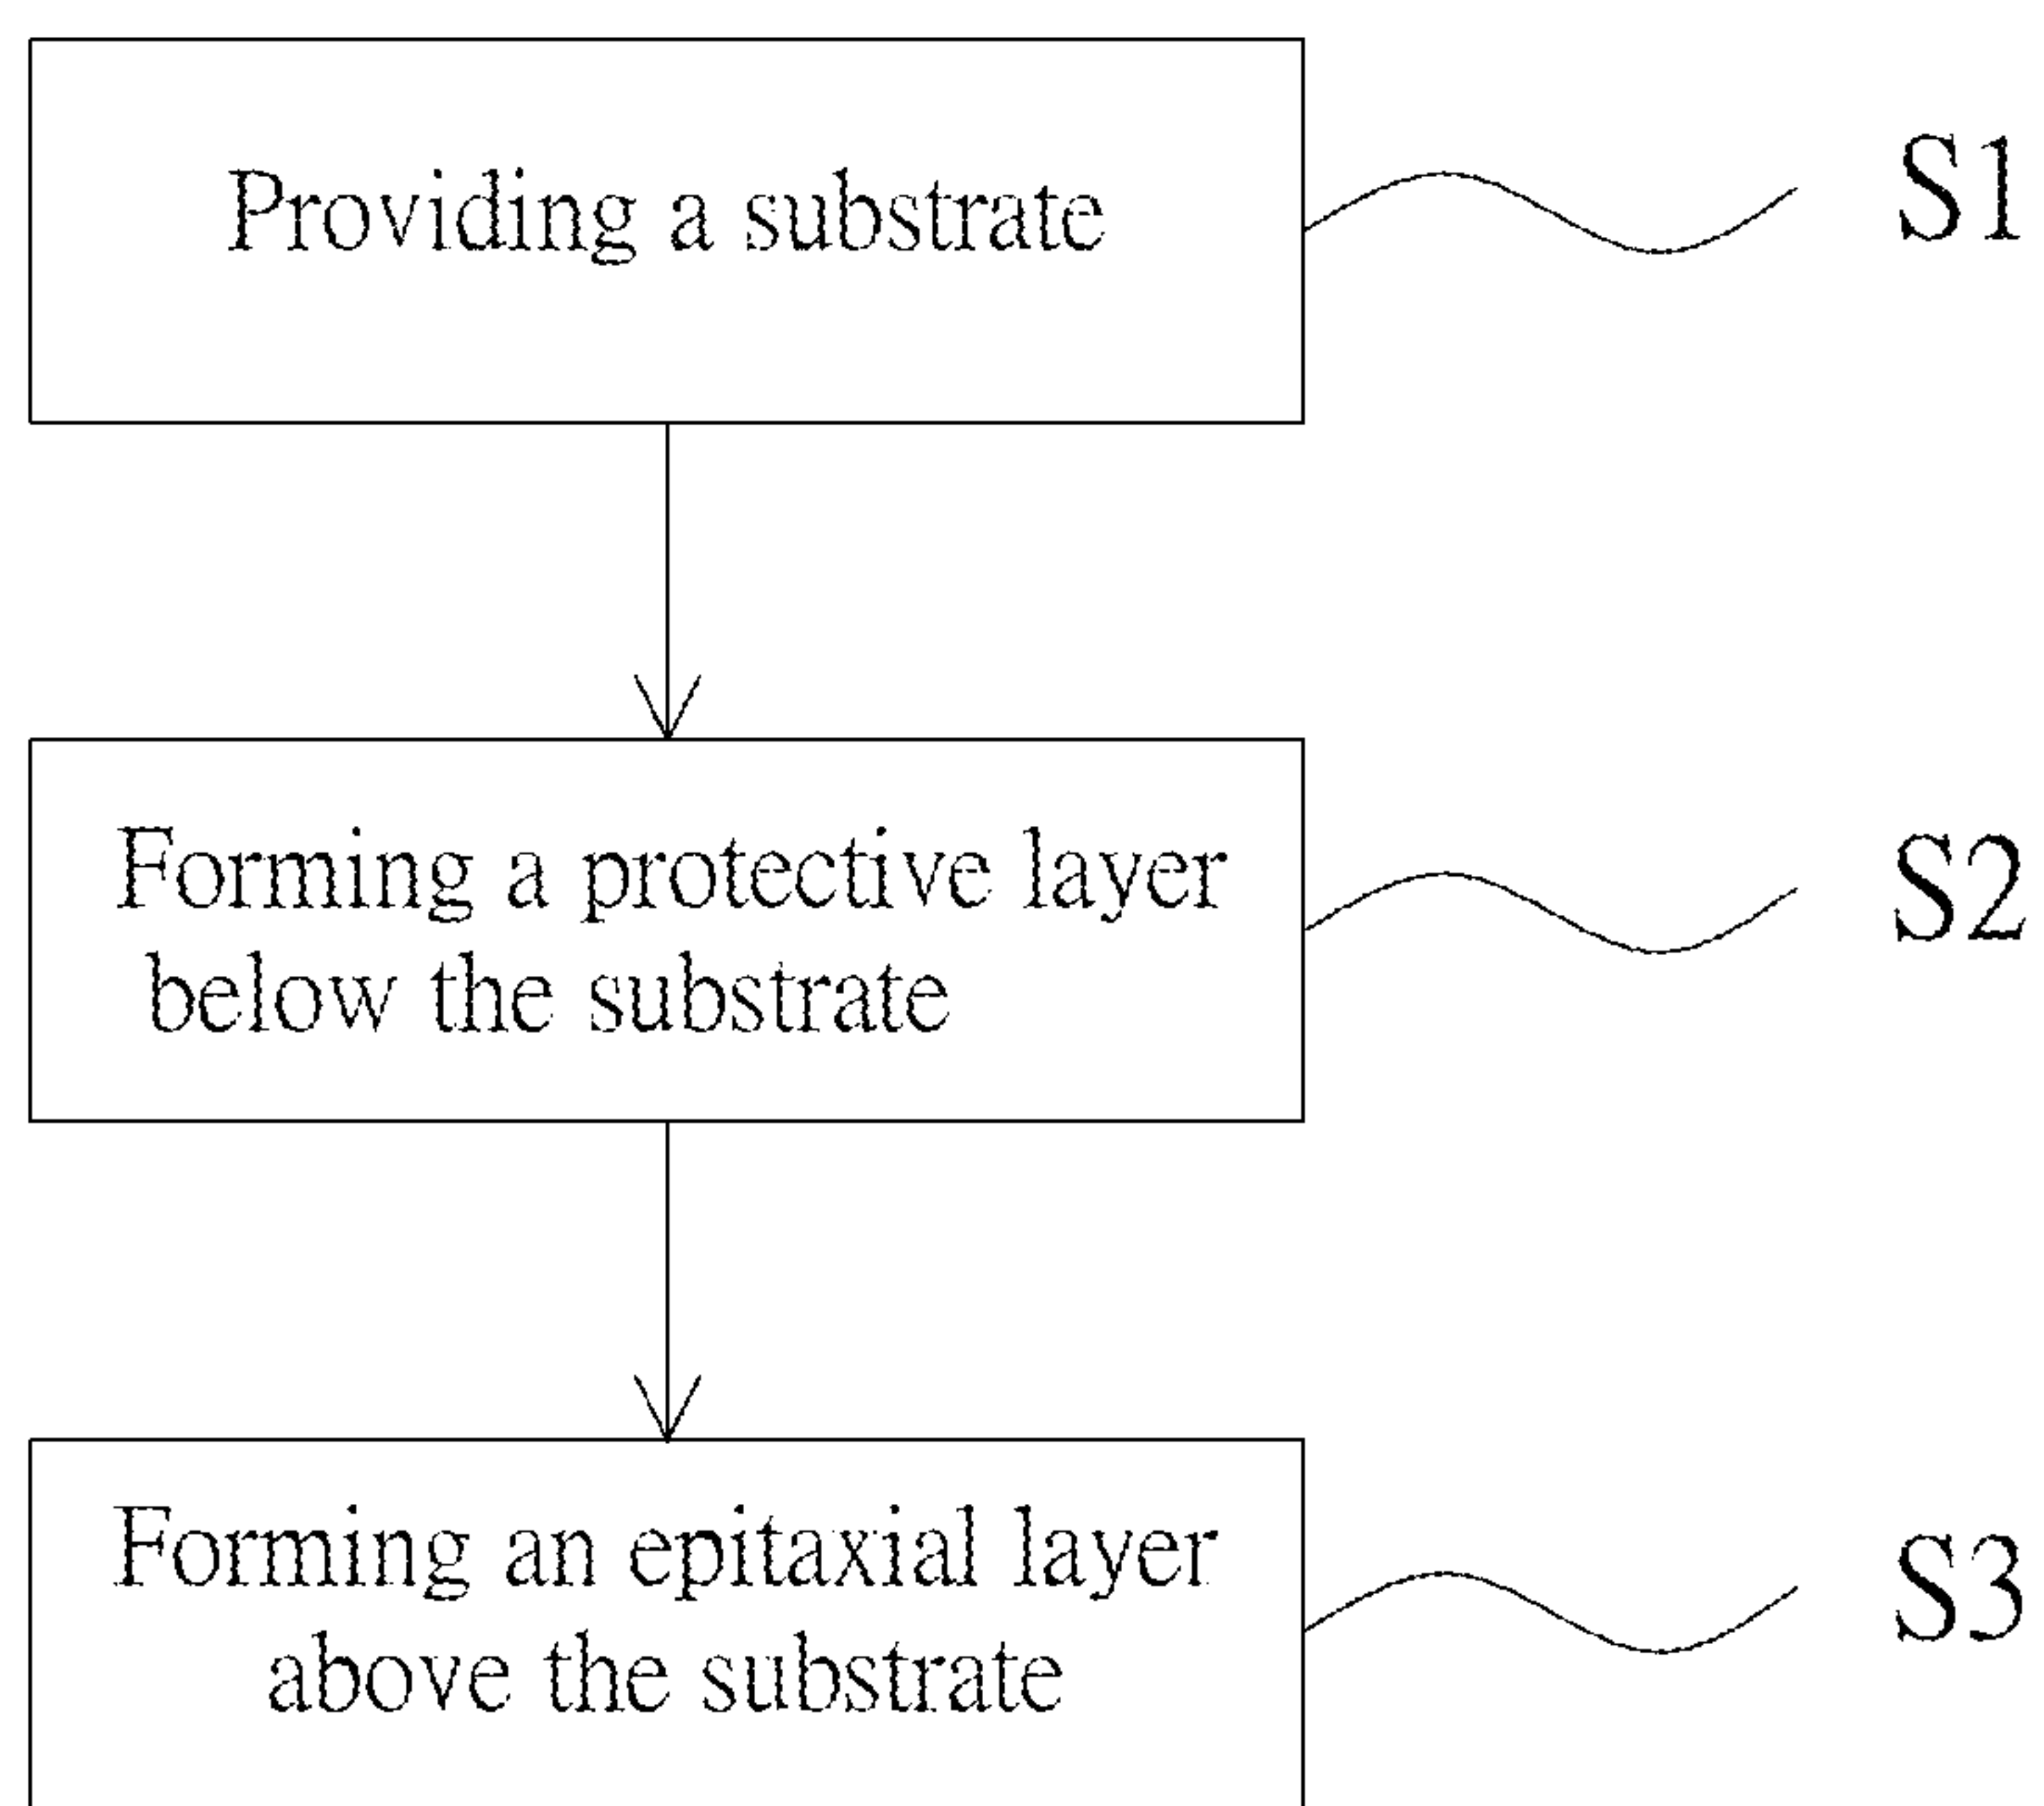 Providing a substrate
S1
Forming a protective layer
below the substrate
S2
Forming an epitaxial layer
above the substrate
S3